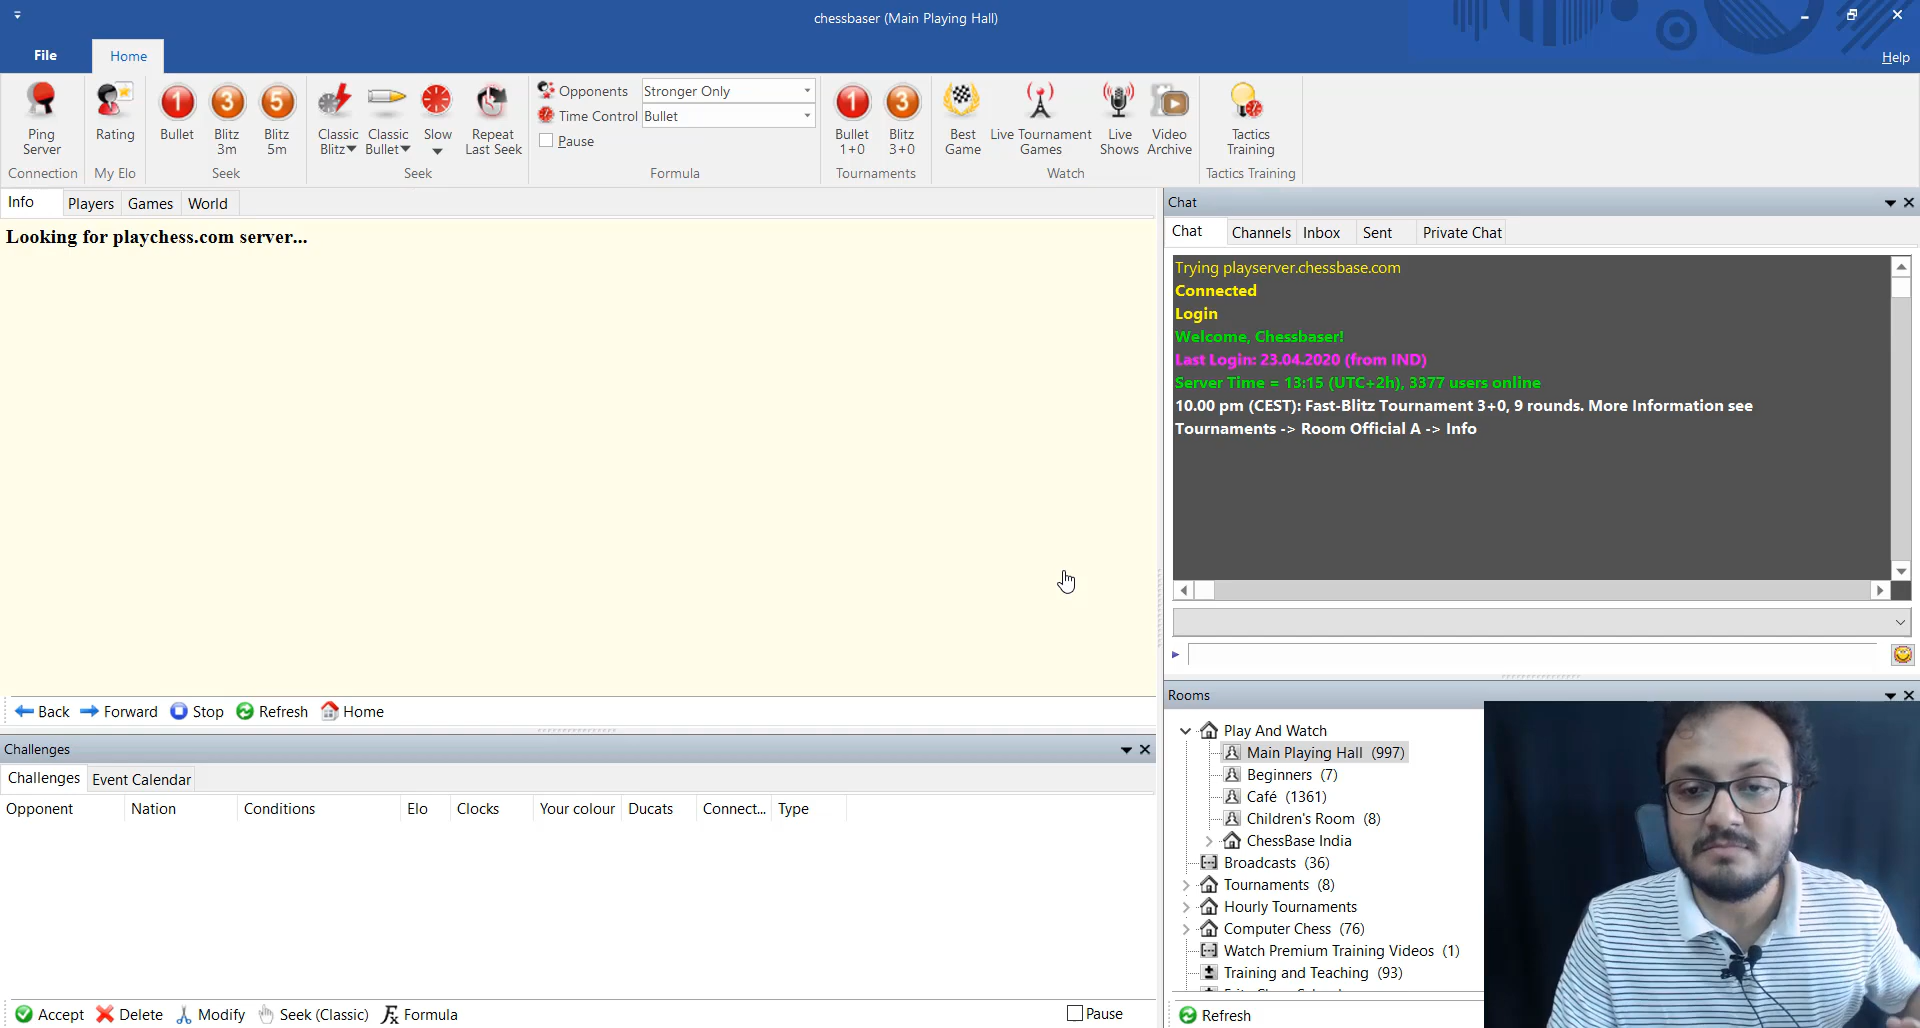 chessbaser (Main Playing Hall)
File
Home
Help
Ping Server
Rating
1 Bullet
3 Blitz 3m
5 Blitz 5m
Classic Blitz
Classic Bullet
Slow
Repeat Last Seek
Opponents Stronger Only
Time Control Bullet
Pause
1 Bullet 1+0
3 Blitz 3+0
Best Game
Live Tournament Games
Live Shows
Video Archive
Tactics Training
Connection
My Elo
Seek
Seek
Formula
Tournaments
Watch
Tactics Training
Info Players Games World
Looking for playchess.com server...
Back Forward Stop Refresh Home
Challenges
Challenges Event Calendar
Opponent Nation Conditions Elo Clocks Your colour Ducats Connect... Type
Accept Delete Modify Seek (Classic) Fx Formula Pause
Chat
Chat Channels Inbox Sent Private Chat
Trying playserver.chessbase.com
Connected
Login
Welcome, Chessbaser!
Last Login: 23.04.2020 (from IND)
Server Time = 13:15 (UTC+2h), 3377 users online
10.00 pm (CEST): Fast-Blitz Tournament 3+0, 9 rounds. More Information see
Tournaments -> Room Official A -> Info
Rooms
Play And Watch
Main Playing Hall (997)
Beginners (7)
Café (1361)
Children's Room (8)
ChessBase India
Broadcasts (36)
Tournaments (8)
Hourly Tournaments
Computer Chess (76)
Watch Premium Training Videos (1)
Training and Teaching (93)
Refresh